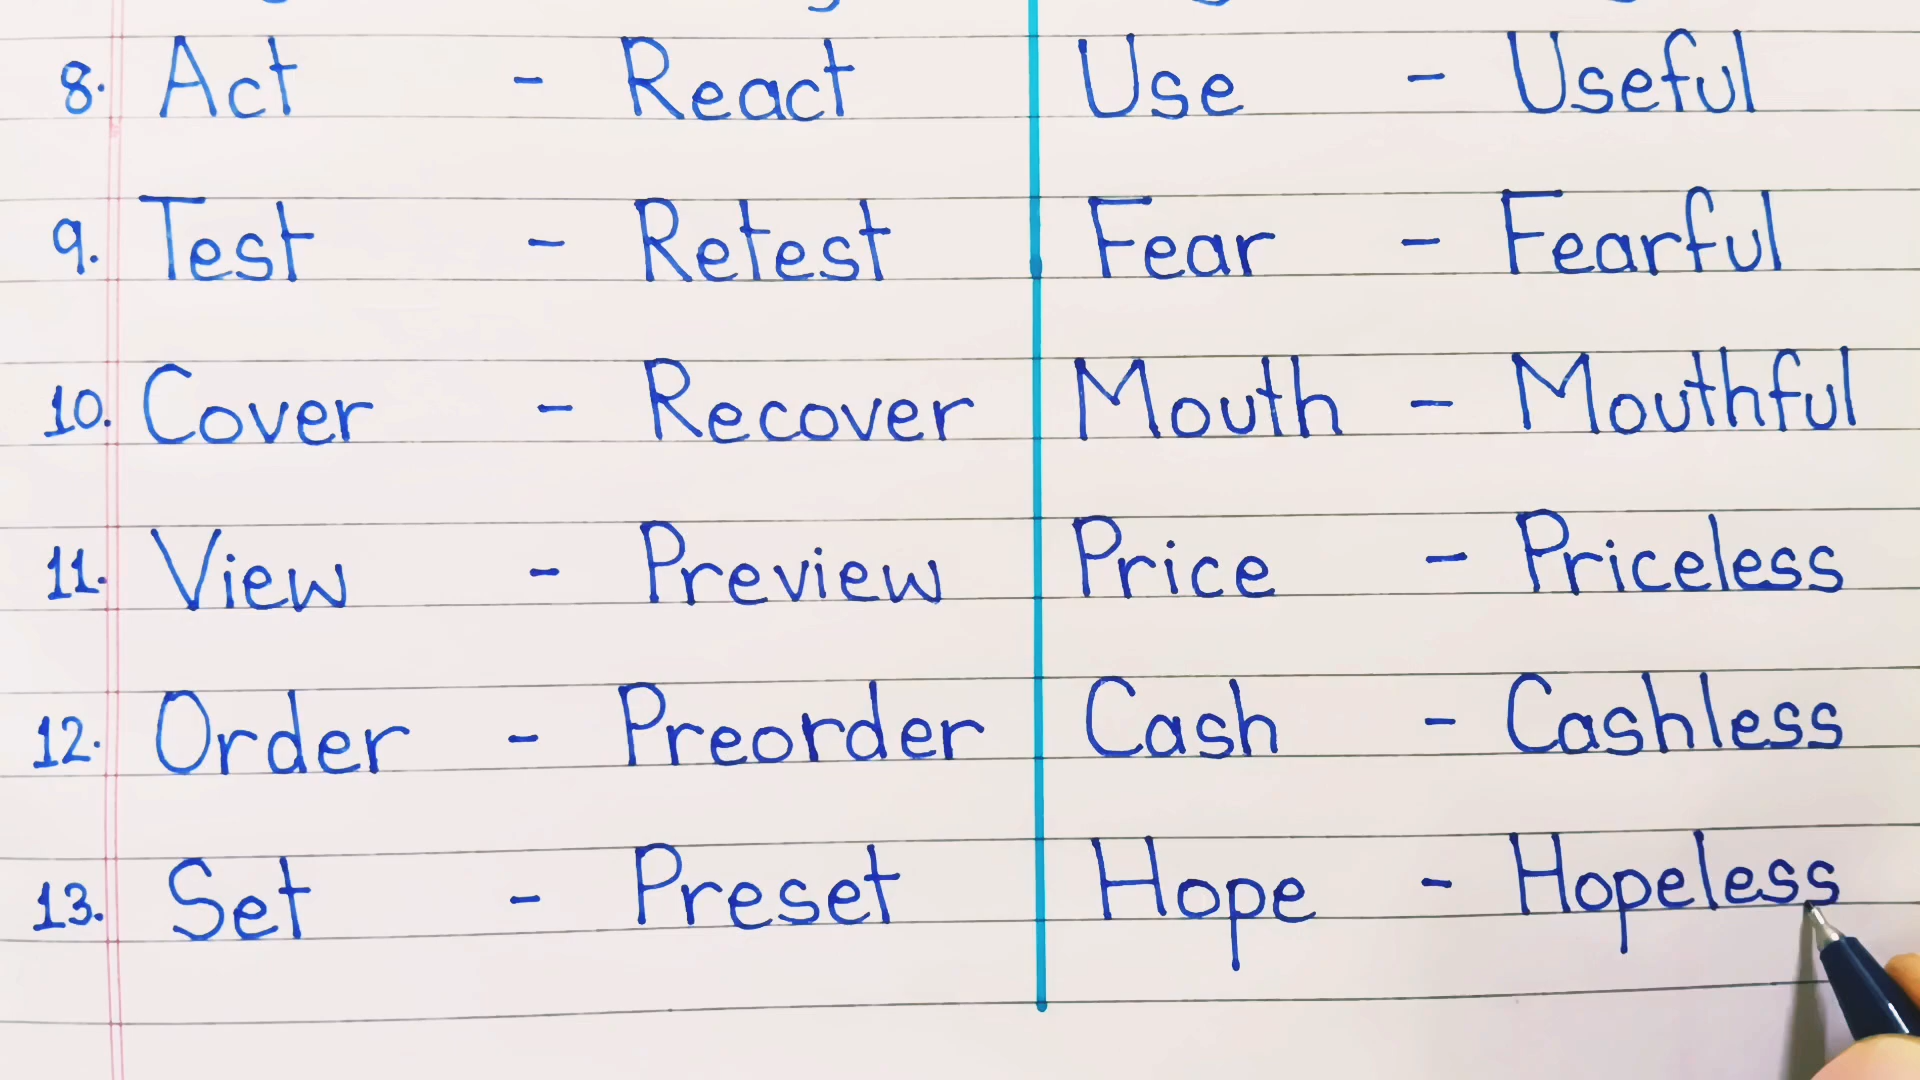 8. Act - React Use - Useful
9. Test - Retest Fear - Fearful
10. Cover - Recover Mouth - Mouthful
11. View - Preview Price - Priceless
12. Order - Preorder Cash - Cashless
13. Set - Preset Hope - Hopeless